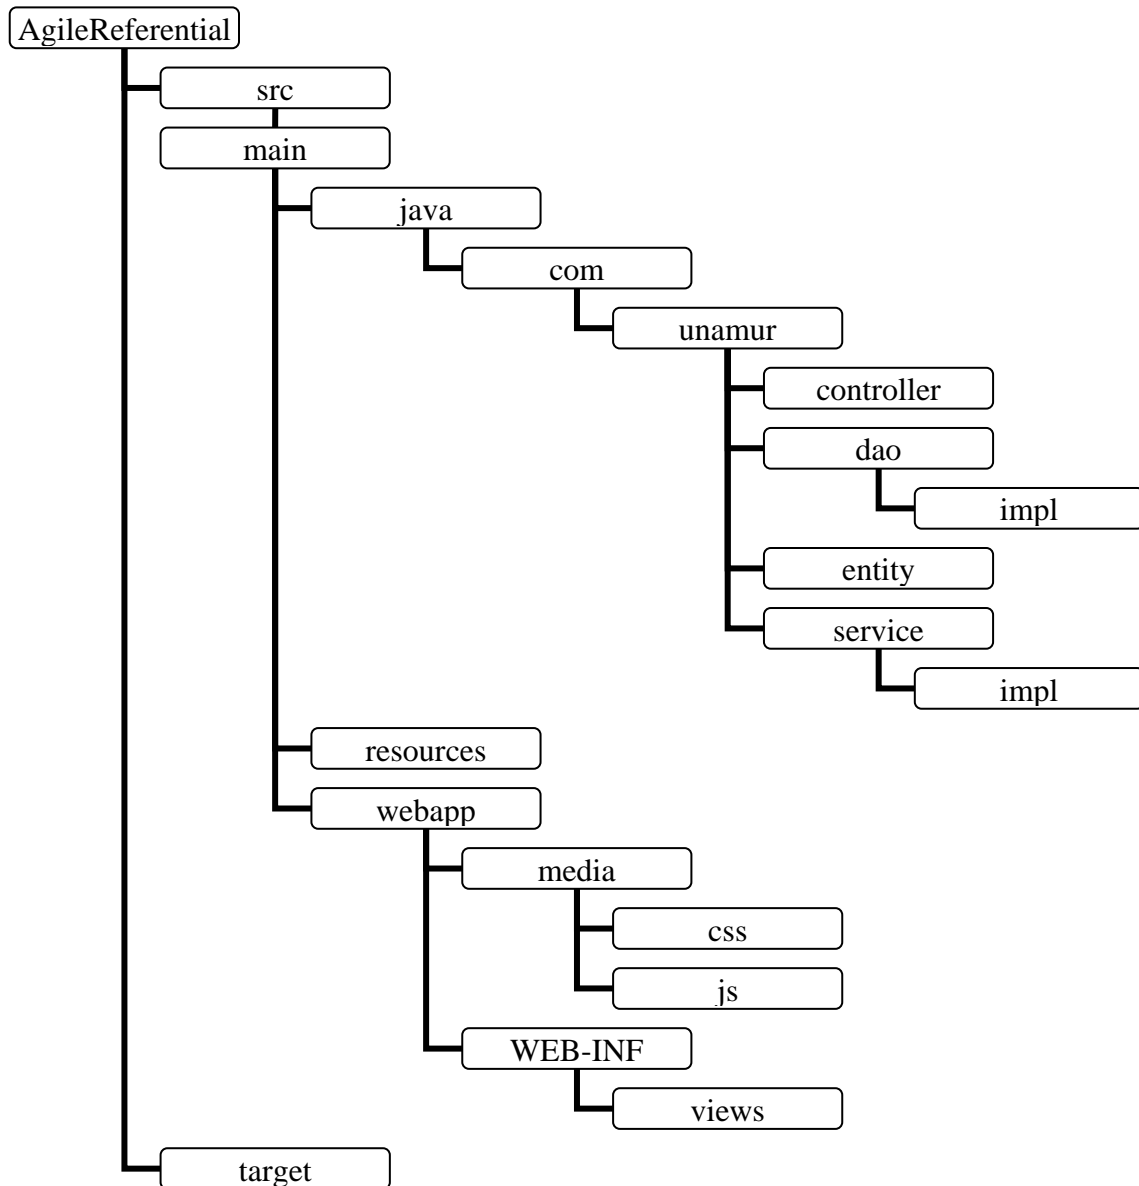 AgileReferential
src
main
java
com
unamur
controller
dao
impl
entity
service
impl
resources
webapp
media
css
js
WEB-INF
views
target